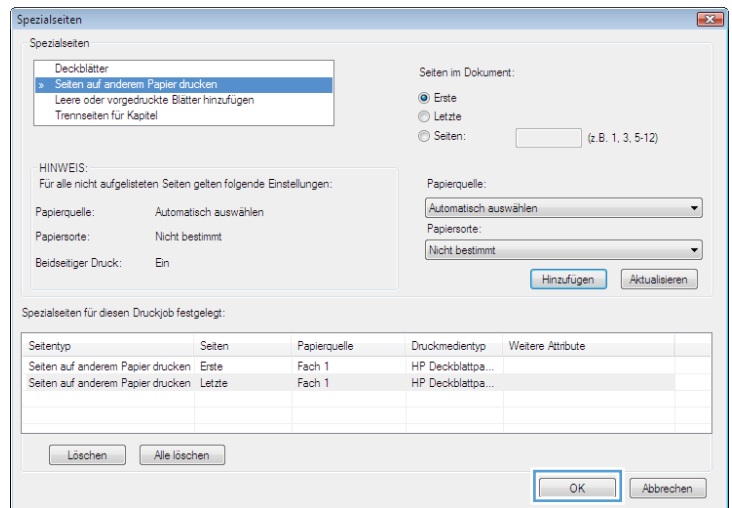 Spezialseiten
Spezialseiten
Deckblätter
» Seiten auf anderem Papier drucken
Leere oder vorgedruckte Blätter hinzufügen
Trennseiten für Kapitel
Seiten im Dokument:
Erste
Letzte
Seiten: (z.B. 1, 3, 5-12)
HINWEIS:
Für alle nicht aufgelisteten Seiten gelten folgende Einstellungen:
Papierquelle: Automatisch auswählen
Papiersorte: Nicht bestimmt
Beidseitiger Druck: Ein
Papierquelle:
Automatisch auswählen
Papiersorte:
Nicht bestimmt
Hinzufügen Aktualisieren
Spezialseiten für diesen Druckjob festgelegt:
Seitentyp Seiten Papierquelle Druckmedientyp Weitere Attribute
Seiten auf anderem Papier drucken Erste Fach 1 HP Deckblattpa...
Seiten auf anderem Papier drucken Letzte Fach 1 HP Deckblattpa...
Löschen Alle löschen
OK Abbrechen